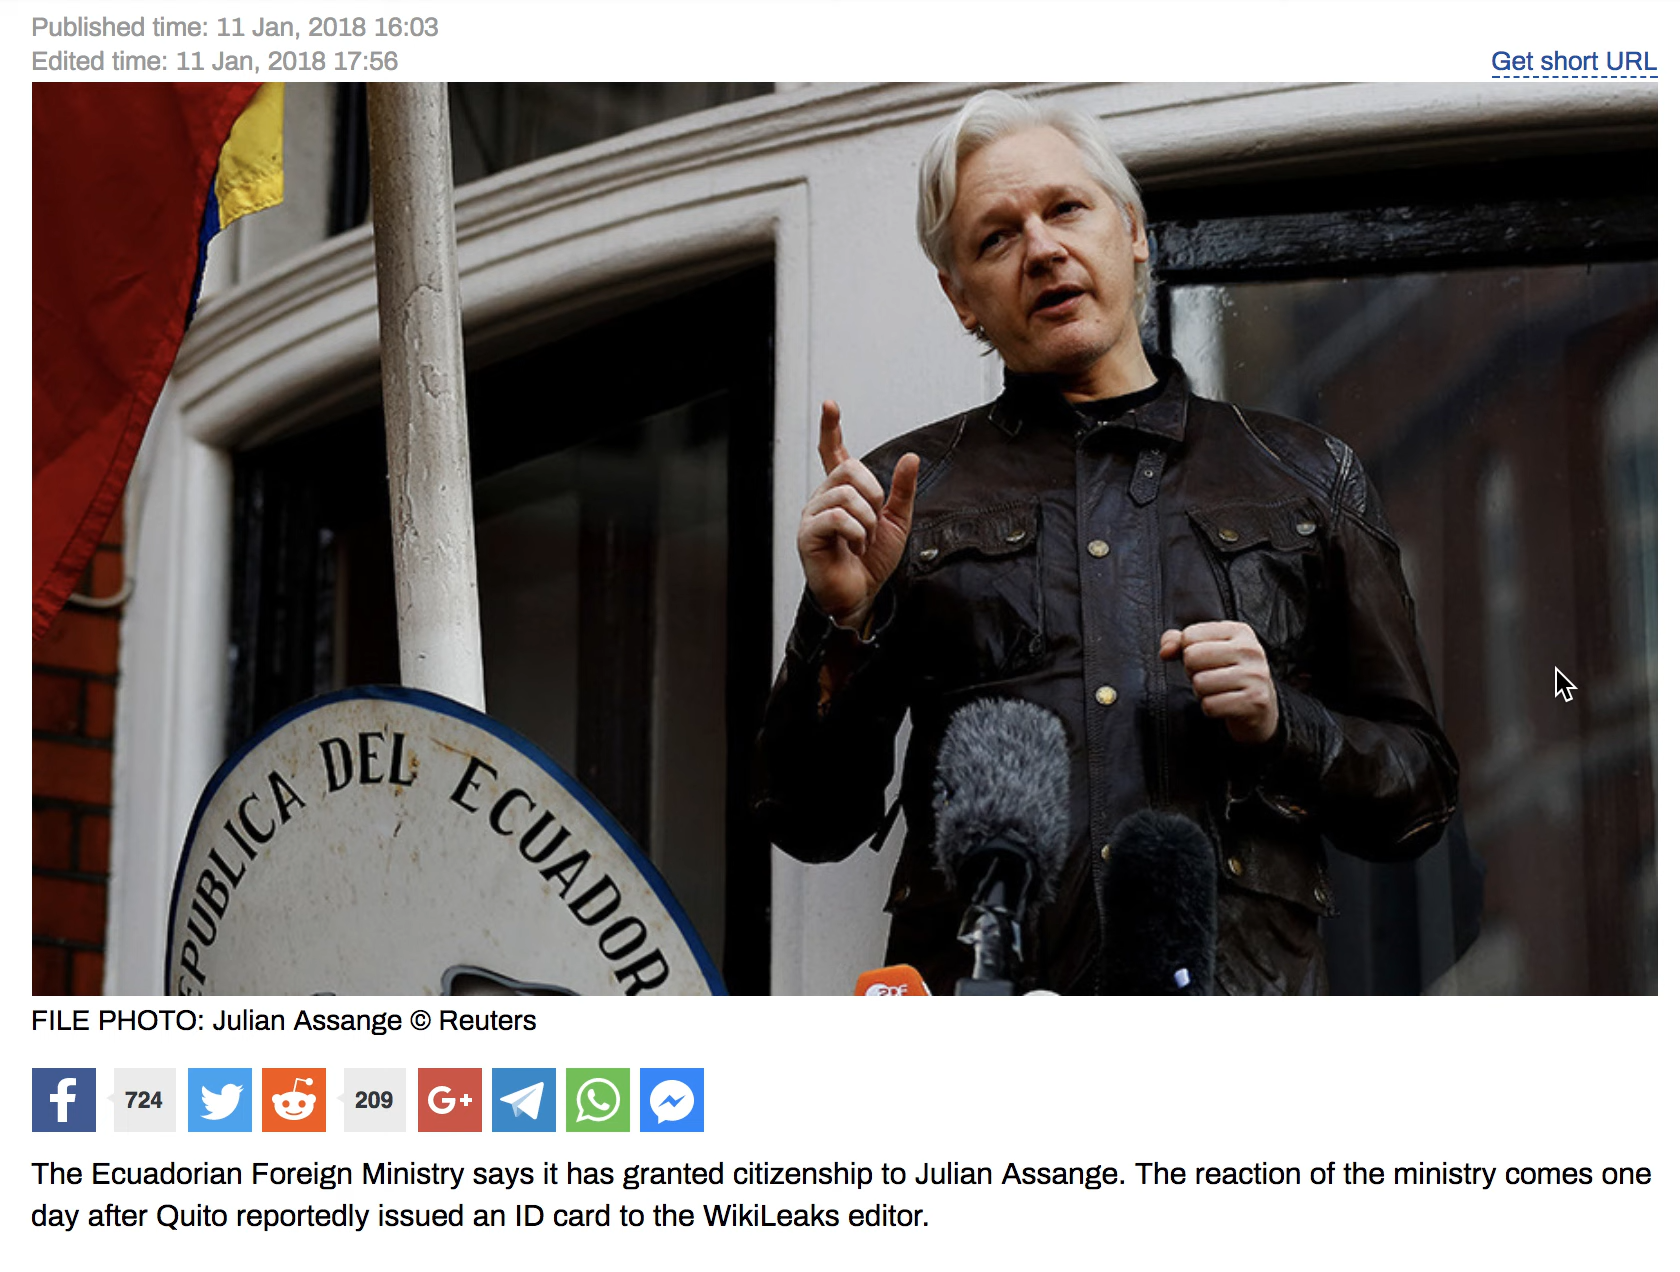 Published time: 11 Jan, 2018 16:03
Edited time: 11 Jan, 2018 17:56
Get short URL
EPUBLICA DEL ECUADOR
ZDF
FILE PHOTO: Julian Assange © Reuters
724
209
G+
The Ecuadorian Foreign Ministry says it has granted citizenship to Julian Assange. The reaction of the ministry comes one
day after Quito reportedly issued an ID card to the WikiLeaks editor.